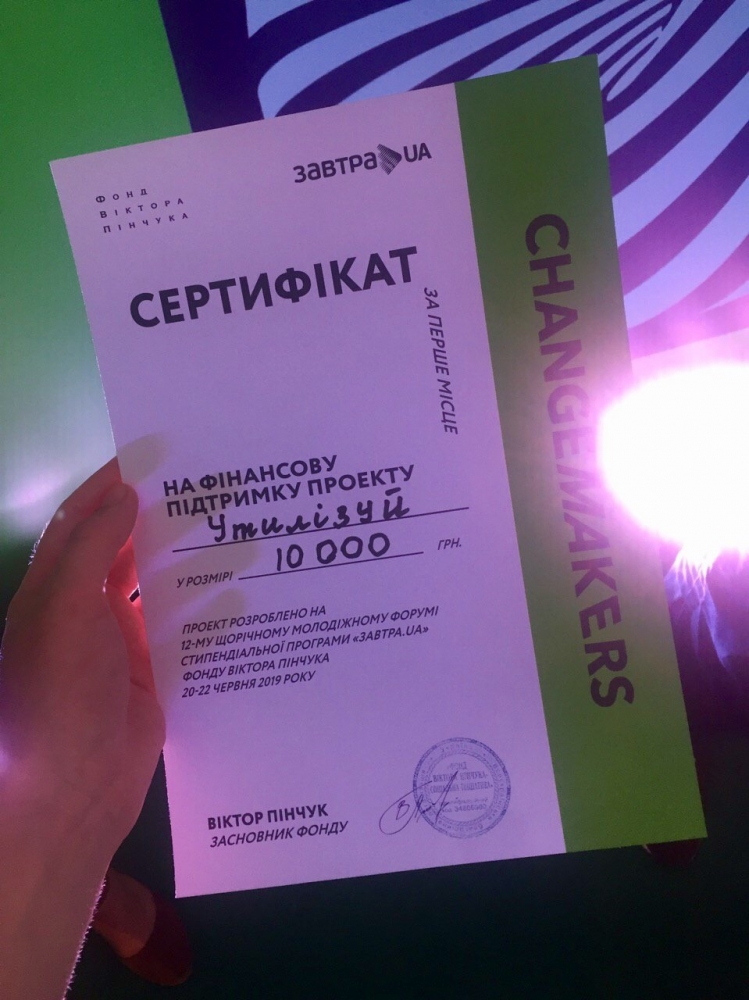 ФОНД
ВІКТОРА
ПІНЧУКА
ЗАВТРА UA
СЕРТИФІКАТ
ЗА ПЕРШЕ МІСЦЕ
НА ФІНАНСОВУ
ПІДТРИМКУ ПРОЕКТУ
Утилізуй
У РОЗМІРІ 10 000 ГРН.
ПРОЕКТ РОЗРОБЛЕНО НА
12-МУ ЩОРІЧНОМУ МОЛОДІЖНОМУ ФОРУМІ
СТИПЕНДІАЛЬНОЇ ПРОГРАМИ «ЗАВТРА.UA»
ФОНДУ ВІКТОРА ПІНЧУКА
20-22 ЧЕРВНЯ 2019 РОКУ
ВІКТОР ПІНЧУК
ЗАСНОВНИК ФОНДУ
CHANGEMAKERS